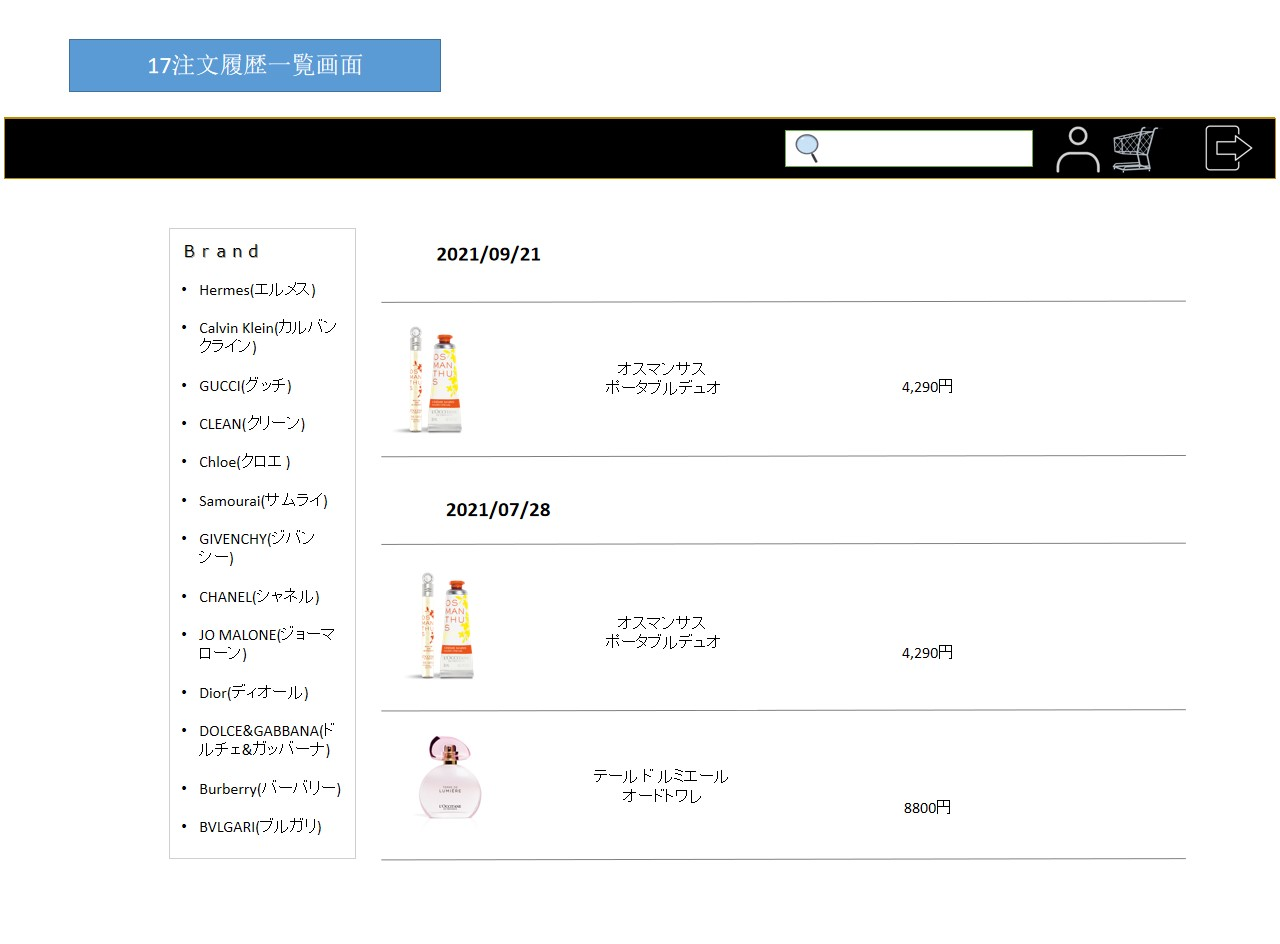 17注文履歴一覧画面
Brand
• Hermes(エルメス)
• Calvin Klein(カルバン
クライン)
• GUCCI(グッチ)
• CLEAN(クリーン)
• Chloe(クロエ )
• Samourai(サムライ)
• GIVENCHY(ジバン
シー)
• CHANEL(シャネル)
• JO MALONE(ジョーマ
ローン)
• Dior(ディオール)
• DOLCE&GABBANA(ド
ルチェ&ガッバーナ)
• Burberry(バーバリー)
• BVLGARI(ブルガリ)
2021/09/21
OS
MAN
THU
S
オスマンサス
ポータブルデュオ
4,290円
2021/07/28
OS
MAN
THU
S
オスマンサス
ポータブルデュオ
4,290円
LUMIÈRE
L'OCCITANE
テール ド ルミエール
オードトワレ
8800円